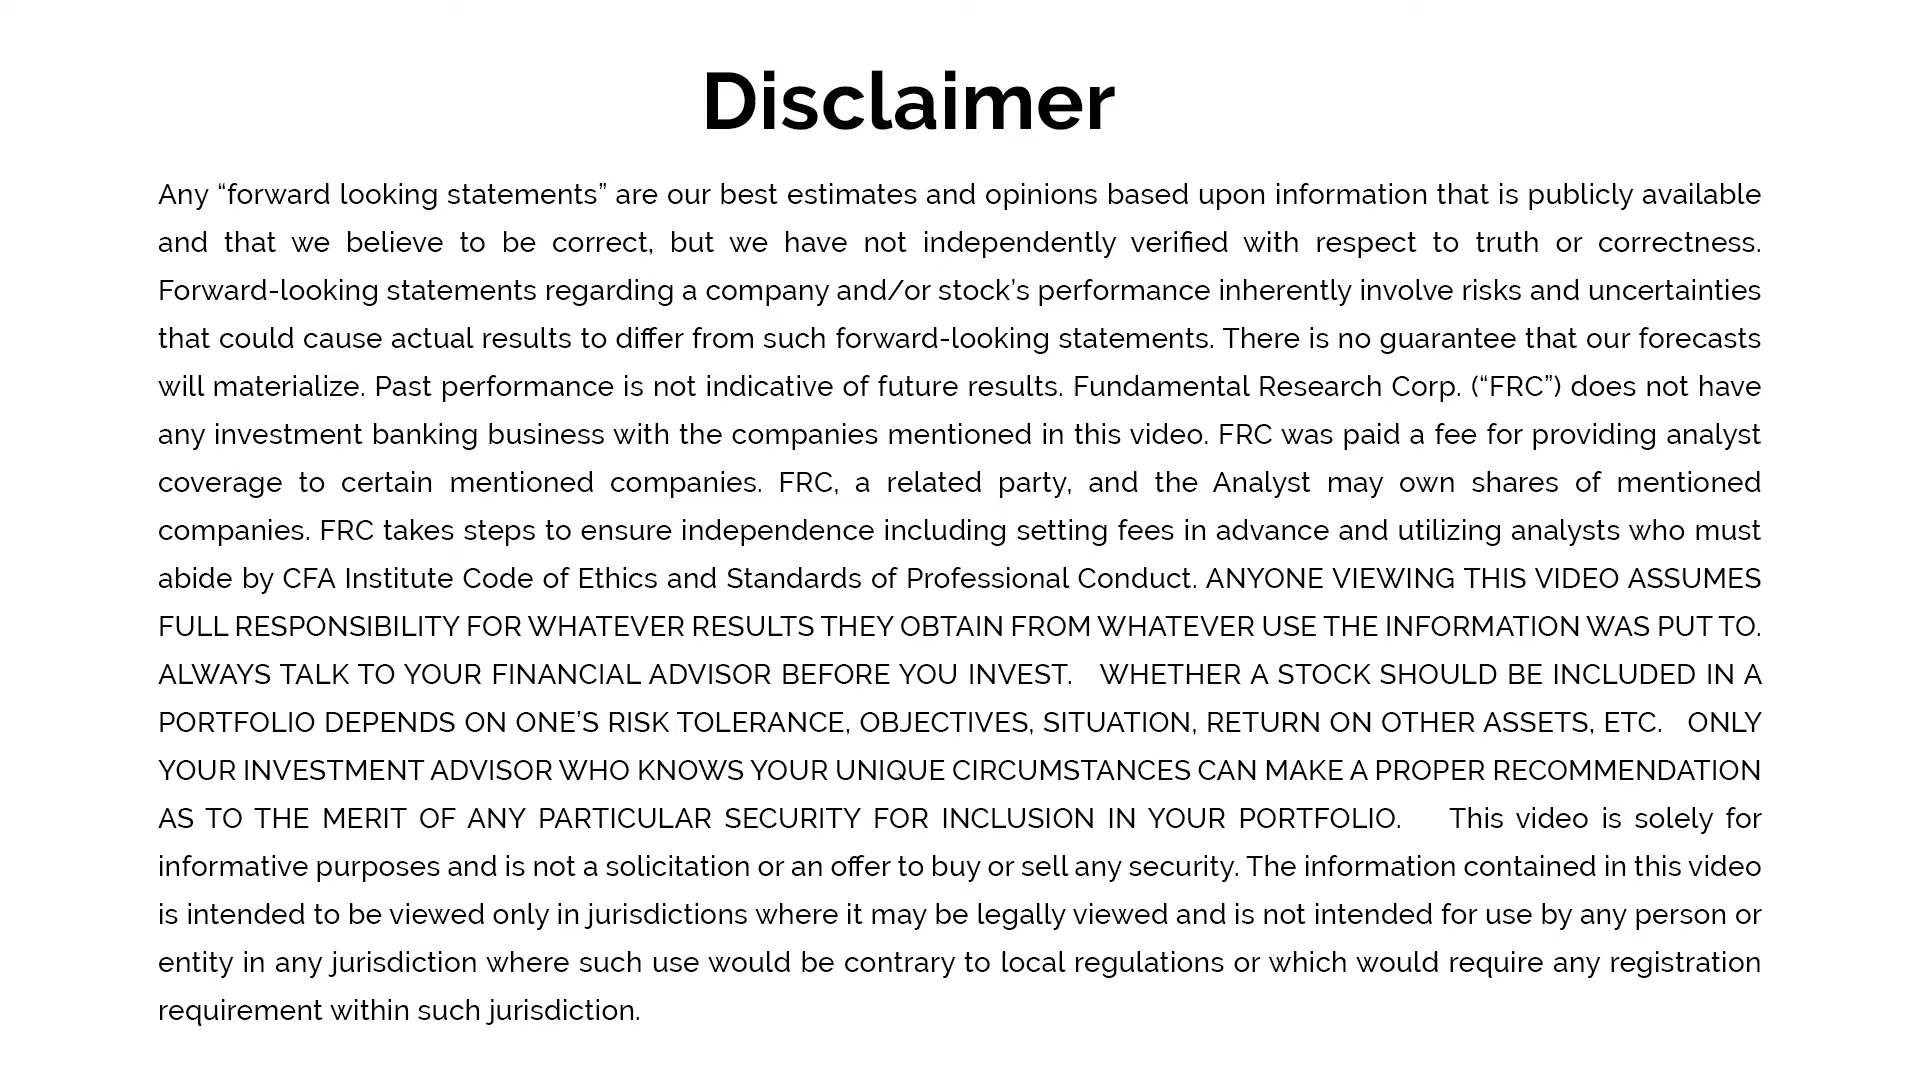 Disclaimer
Any “forward looking statements” are our best estimates and opinions based upon information that is publicly available
and that we believe to be correct, but we have not independently verified with respect to truth or correctness.
Forward-looking statements regarding a company and/or stock’s performance inherently involve risks and uncertainties
that could cause actual results to differ from such forward-looking statements. There is no guarantee that our forecasts
will materialize. Past performance is not indicative of future results. Fundamental Research Corp. (“FRC”) does not have
any investment banking business with the companies mentioned in this video. FRC was paid a fee for providing analyst
coverage to certain mentioned companies. FRC, a related party, and the Analyst may own shares of mentioned
companies. FRC takes steps to ensure independence including setting fees in advance and utilizing analysts who must
abide by CFA Institute Code of Ethics and Standards of Professional Conduct. ANYONE VIEWING THIS VIDEO ASSUMES
FULL RESPONSIBILITY FOR WHATEVER RESULTS THEY OBTAIN FROM WHATEVER USE THE INFORMATION WAS PUT TO.
ALWAYS TALK TO YOUR FINANCIAL ADVISOR BEFORE YOU INVEST. WHETHER A STOCK SHOULD BE INCLUDED IN A
PORTFOLIO DEPENDS ON ONE’S RISK TOLERANCE, OBJECTIVES, SITUATION, RETURN ON OTHER ASSETS, ETC. ONLY
YOUR INVESTMENT ADVISOR WHO KNOWS YOUR UNIQUE CIRCUMSTANCES CAN MAKE A PROPER RECOMMENDATION
AS TO THE MERIT OF ANY PARTICULAR SECURITY FOR INCLUSION IN YOUR PORTFOLIO. This video is solely for
informative purposes and is not a solicitation or an offer to buy or sell any security. The information contained in this video
is intended to be viewed only in jurisdictions where it may be legally viewed and is not intended for use by any person or
entity in any jurisdiction where such use would be contrary to local regulations or which would require any registration
requirement within such jurisdiction.